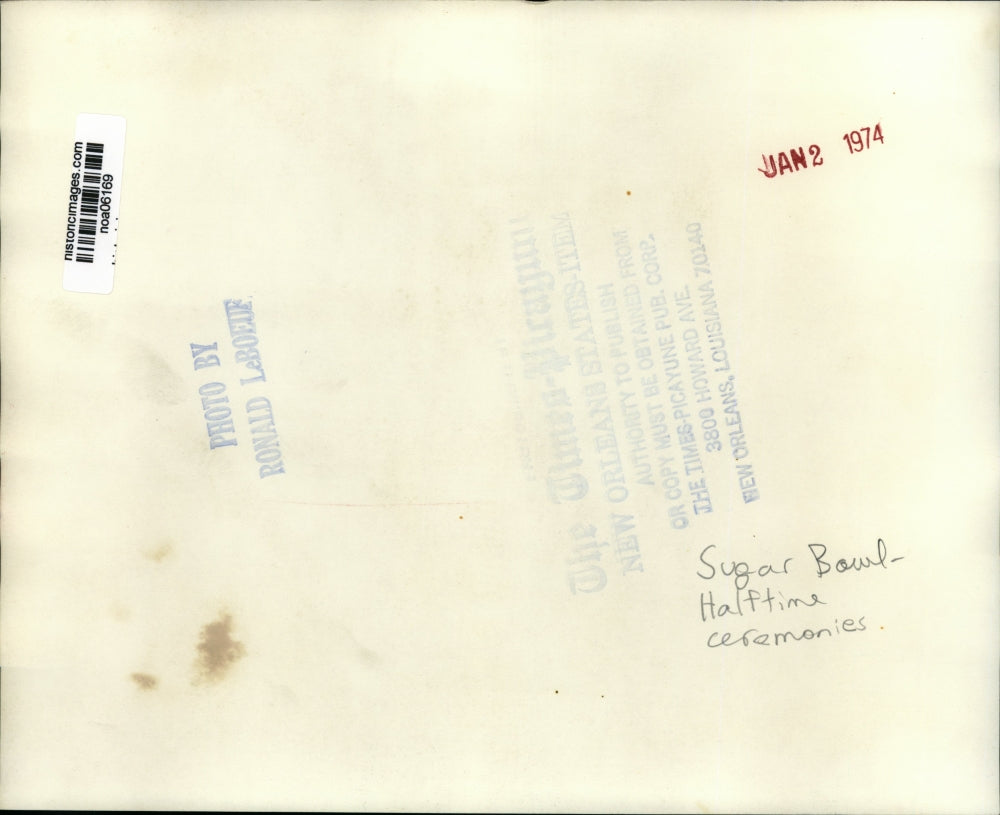 historicimages.com
noa06169
JAN 2 1974
PHOTO BY
RONALD LeBOEUF
The Times-Picayune
NEW ORLEANS STATES-ITEM
AUTHORITY TO PUBLISH
OR COPY MUST BE OBTAINED FROM
THE TIMES-PICAYUNE PUB. CORP.
3800 HOWARD AVE.
NEW ORLEANS, LOUISIANA 70140
Sugar Bowl-
Halftime
ceremonies